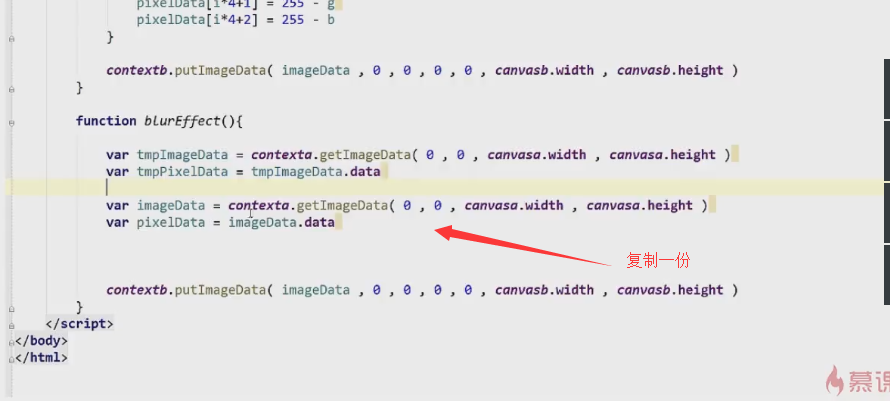 pixelData[i*4+1] = 255 - g
pixelData[i*4+2] = 255 - b
}
contextb.putImageData( imageData , 0 , 0 , 0 , 0 , canvasb.width , canvasb.height )
}
function blurEffect(){
var tmpImageData = contexta.getImageData( 0 , 0 , canvasa.width , canvasa.height )
var tmpPixelData = tmpImageData.data
var imageData = contexta.getImageData( 0 , 0 , canvasa.width , canvasa.height )
var pixelData = imageData.data
复制一份
contextb.putImageData( imageData , 0 , 0 , 0 , 0 , canvasb.width , canvasb.height )
}
</script>
</body>
</html>
慕课